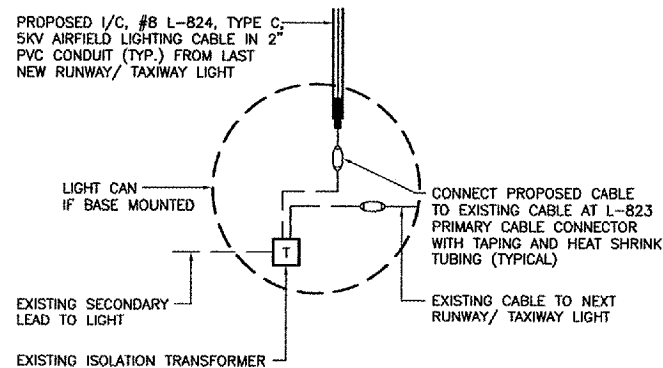 PROPOSED I/C, #8 L-824, TYPE C,
5KV AIRFIELD LIGHTING CABLE IN 2"
PVC CONDUIT (TYP.) FROM LAST
NEW RUNWAY/ TAXIWAY LIGHT
LIGHT CAN
IF BASE MOUNTED
CONNECT PROPOSED CABLE
TO EXISTING CABLE AT L-823
PRIMARY CABLE CONNECTOR
WITH TAPING AND HEAT SHRINK
TUBING (TYPICAL)
T
EXISTING SECONDARY
LEAD TO LIGHT
EXISTING CABLE TO NEXT
RUNWAY/ TAXIWAY LIGHT
EXISTING ISOLATION TRANSFORMER